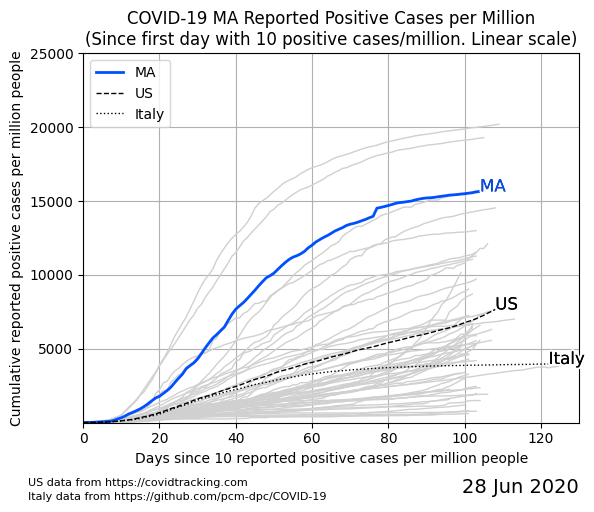 COVID-19 MA Reported Positive Cases per Million
(Since first day with 10 positive cases/million. Linear scale)
Cumulative reported positive cases per million people
25000
20000
15000
10000
5000
MA
US
Italy
MA
US
Italy
0
20
40
60
80
100
120
Days since 10 reported positive cases per million people
US data from https://covidtracking.com
Italy data from https://github.com/pcm-dpc/COVID-19
28 Jun 2020